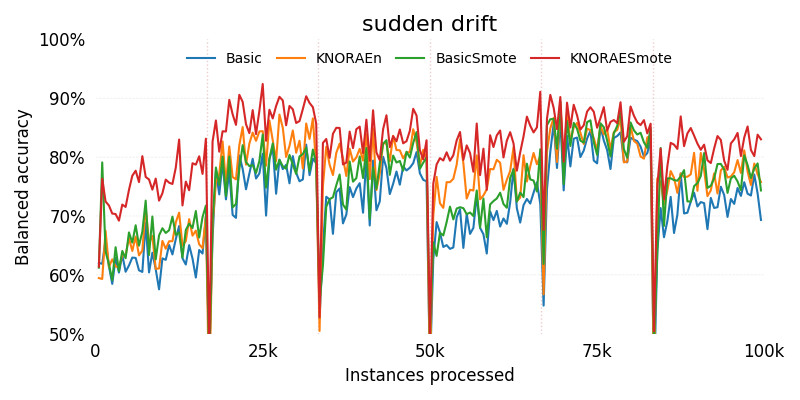 sudden drift
Basic KNORAEn BasicSmote KNORAESmote
Balanced accuracy
100%
90%
80%
70%
60%
50%
0 25k 50k 75k 100k
Instances processed